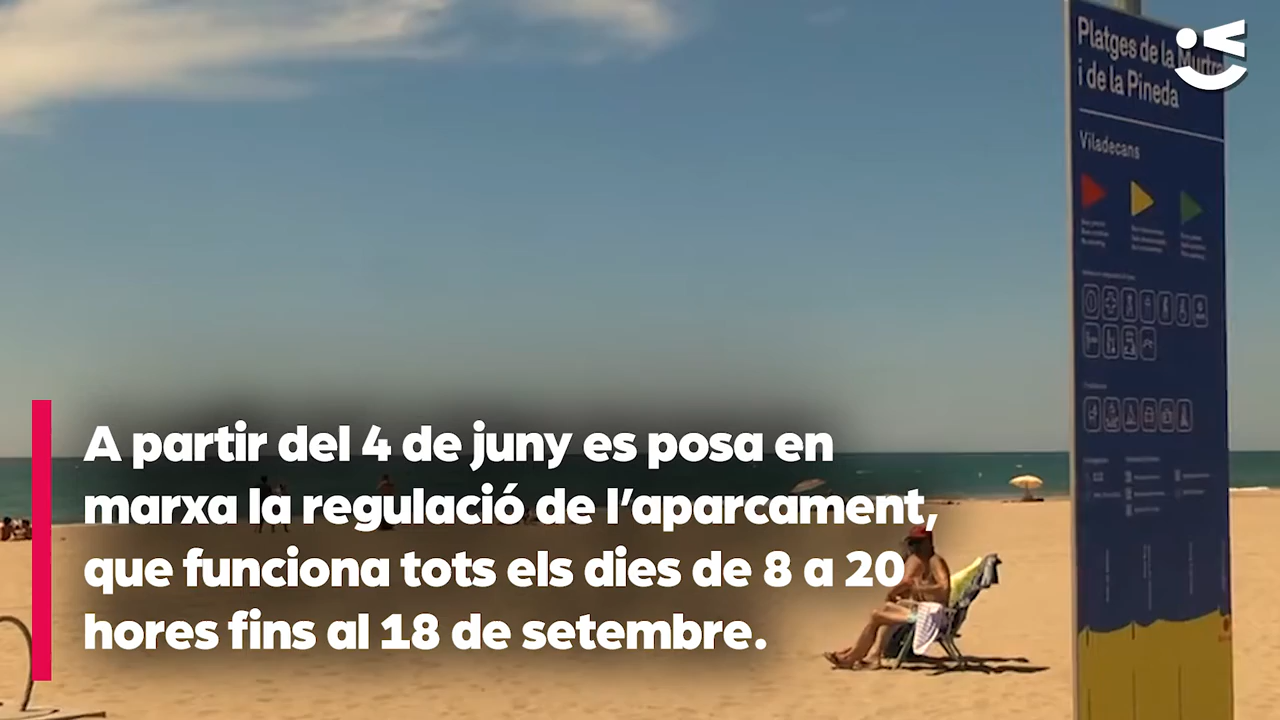 Platges de la Murtra
i de la Pineda
Viladecans
A partir del 4 de juny es posa en
marxa la regulació de l’aparcament,
que funciona tots els dies de 8 a 20
hores fins al 18 de setembre.